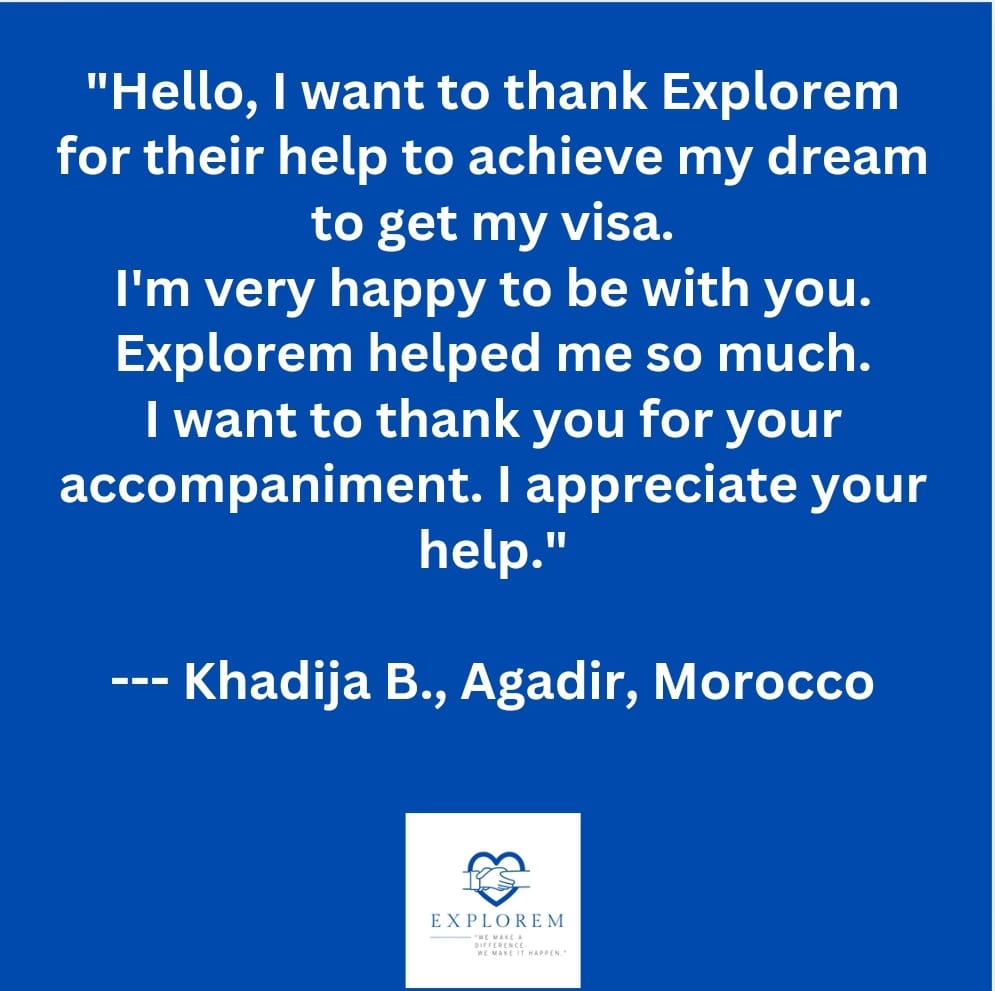 "Hello, I want to thank Explorem
for their help to achieve my dream
to get my visa.
I'm very happy to be with you.
Explorem helped me so much.
I want to thank you for your
accompaniment. I appreciate your
help."
--- Khadija B., Agadir, Morocco
EXPLOREM
"WE MAKE A
DIFFERENCE
WE MAKE IT HAPPEN."